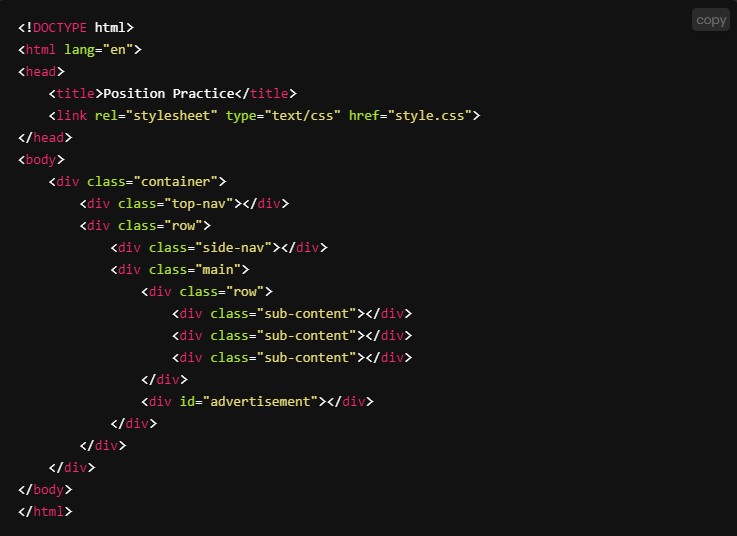 copy
<!DOCTYPE html>
<html lang="en">
<head>
    <title>Position Practice</title>
    <link rel="stylesheet" type="text/css" href="style.css">
</head>
<body>
    <div class="container">
        <div class="top-nav"></div>
        <div class="row">
            <div class="side-nav"></div>
            <div class="main">
                <div class="row">
                    <div class="sub-content"></div>
                    <div class="sub-content"></div>
                    <div class="sub-content"></div>
                </div>
                <div id="advertisement"></div>
            </div>
        </div>
    </div>
</body>
</html>